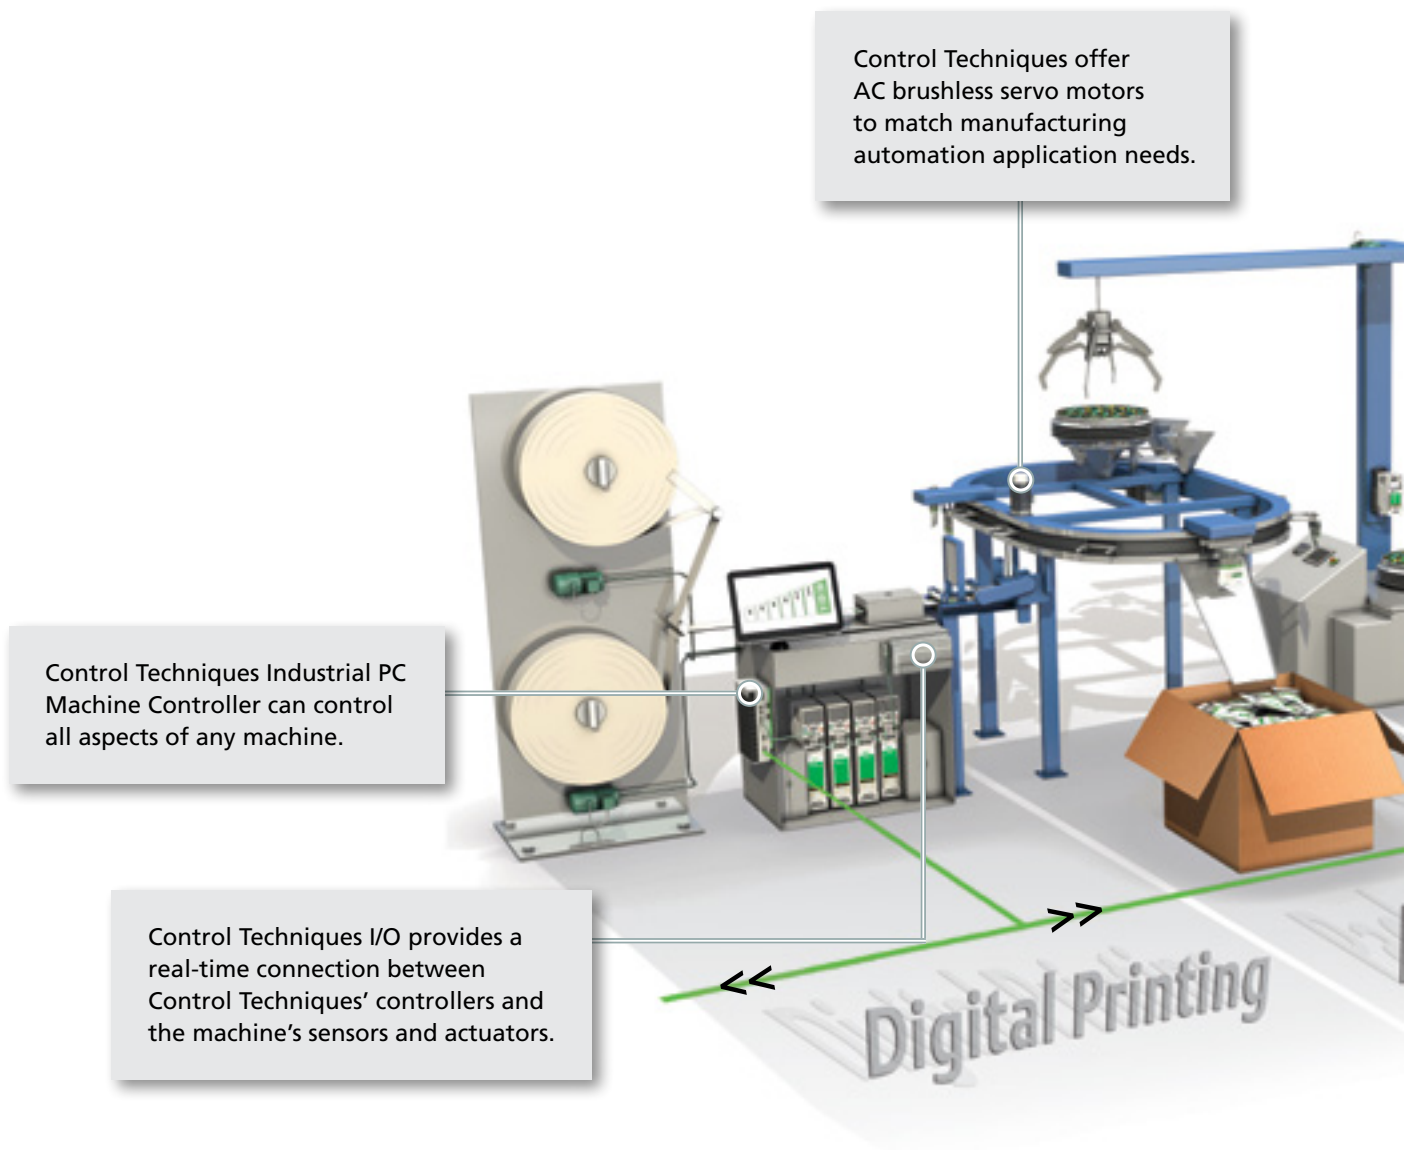 Control Techniques offer
AC brushless servo motors
to match manufacturing
automation application needs.
Control Techniques Industrial PC
Machine Controller can control
all aspects of any machine.
Control Techniques I/O provides a
real-time connection between
Control Techniques’ controllers and
the machine’s sensors and actuators.
Digital Printing